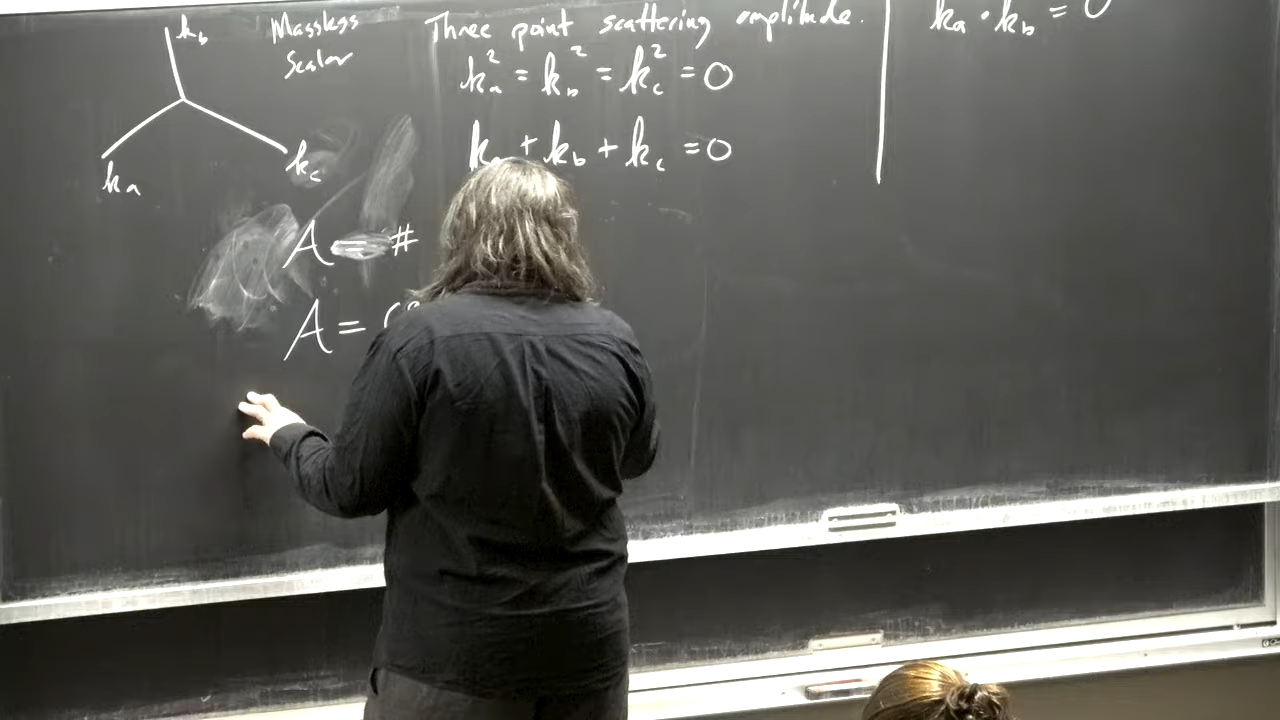 k_b
Massless
Scalar
k_a
k_c
Three point scattering amplitude.
k_a^2 = k_b^2 = k_c^2 = 0
k_a + k_b + k_c = 0
k_a · k_b = 0
A = #
A =